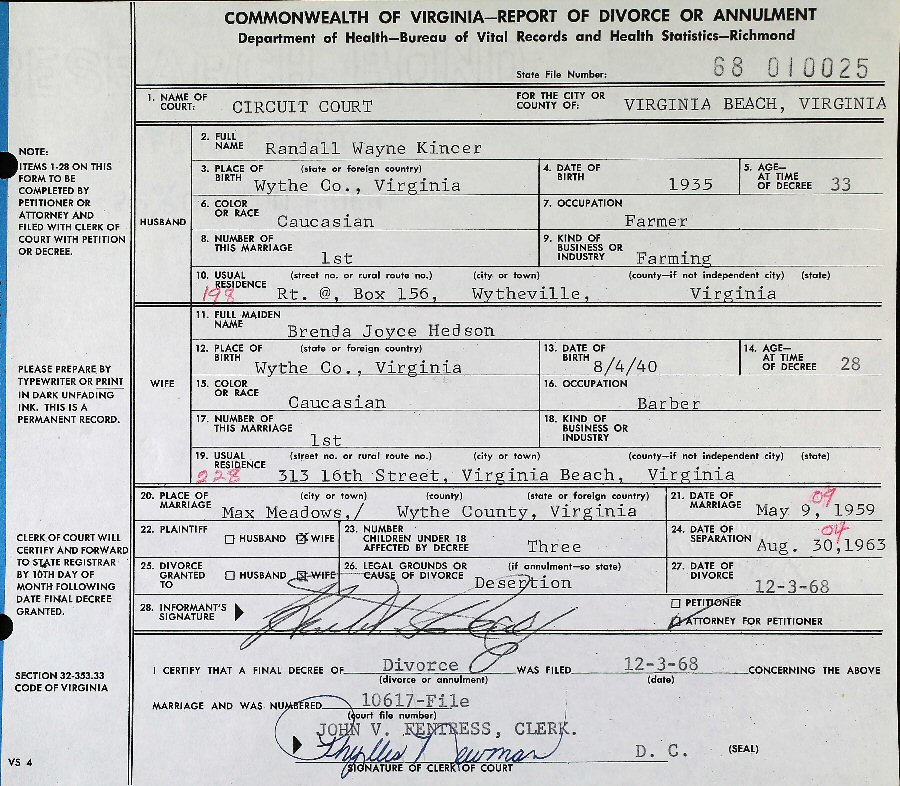 COMMONWEALTH OF VIRGINIA—REPORT OF DIVORCE OR ANNULMENT
Department of Health—Bureau of Vital Records and Health Statistics—Richmond
State File Number: 68 010025
1. NAME OF COURT: CIRCUIT COURT FOR THE CITY OR COUNTY OF: VIRGINIA BEACH, VIRGINIA
NOTE:
ITEMS 1-28 ON THIS
FORM TO BE
COMPLETED BY
PETITIONER OR
ATTORNEY AND
FILED WITH CLERK OF
COURT WITH PETITION
OR DECREE.
HUSBAND
2. FULL NAME Randall Wayne Kincer
3. PLACE OF BIRTH (state or foreign country) Wythe Co., Virginia 4. DATE OF BIRTH 1935 5. AGE—AT TIME OF DECREE 33
6. COLOR OR RACE Caucasian 7. OCCUPATION Farmer
8. NUMBER OF THIS MARRIAGE 1st 9. KIND OF BUSINESS OR INDUSTRY Farming
10. USUAL RESIDENCE (street no. or rural route no.) (city or town) (county—if not independent city) (state)
198 Rt. @, Box 156, Wytheville, Virginia
PLEASE PREPARE BY
TYPEWRITER OR PRINT
IN DARK UNFADING
INK. THIS IS A
PERMANENT RECORD.
WIFE
11. FULL MAIDEN NAME Brenda Joyce Hedson
12. PLACE OF BIRTH (state or foreign country) Wythe Co., Virginia 13. DATE OF BIRTH 8/4/40 14. AGE—AT TIME OF DECREE 28
15. COLOR OR RACE Caucasian 16. OCCUPATION Barber
17. NUMBER OF THIS MARRIAGE 1st 18. KIND OF BUSINESS OR INDUSTRY
19. USUAL RESIDENCE (street no. or rural route no.) (city or town) (county—if not independent city) (state)
228 313 16th Street, Virginia Beach, Virginia
20. PLACE OF MARRIAGE (city or town) (county) (state or foreign country) 21. DATE OF MARRIAGE 09
Max Meadows,/ Wythe County, Virginia May 9, 1959
CLERK OF COURT WILL
CERTIFY AND FORWARD
TO STATE REGISTRAR
BY 10TH DAY OF
MONTH FOLLOWING
DATE FINAL DECREE
GRANTED.
22. PLAINTIFF HUSBAND X WIFE 23. NUMBER CHILDREN UNDER 18 AFFECTED BY DECREE Three 24. DATE OF SEPARATION 04 Aug. 30,1963
25. DIVORCE GRANTED TO HUSBAND X WIFE 26. LEGAL GROUNDS OR CAUSE OF DIVORCE (if annulment—so state) Desertion 27. DATE OF DIVORCE 12-3-68
28. INFORMANT'S SIGNATURE PETITIONER
ATTORNEY FOR PETITIONER
SECTION 32-353.33
CODE OF VIRGINIA
I CERTIFY THAT A FINAL DECREE OF Divorce WAS FILED 12-3-68 CONCERNING THE ABOVE
(divorce or annulment) (date)
MARRIAGE AND WAS NUMBERED 10617-File
(court file number)
JOHN V. FENTRESS, CLERK.
Phyllis Newman D. C. (SEAL)
SIGNATURE OF CLERK OF COURT
VS 4